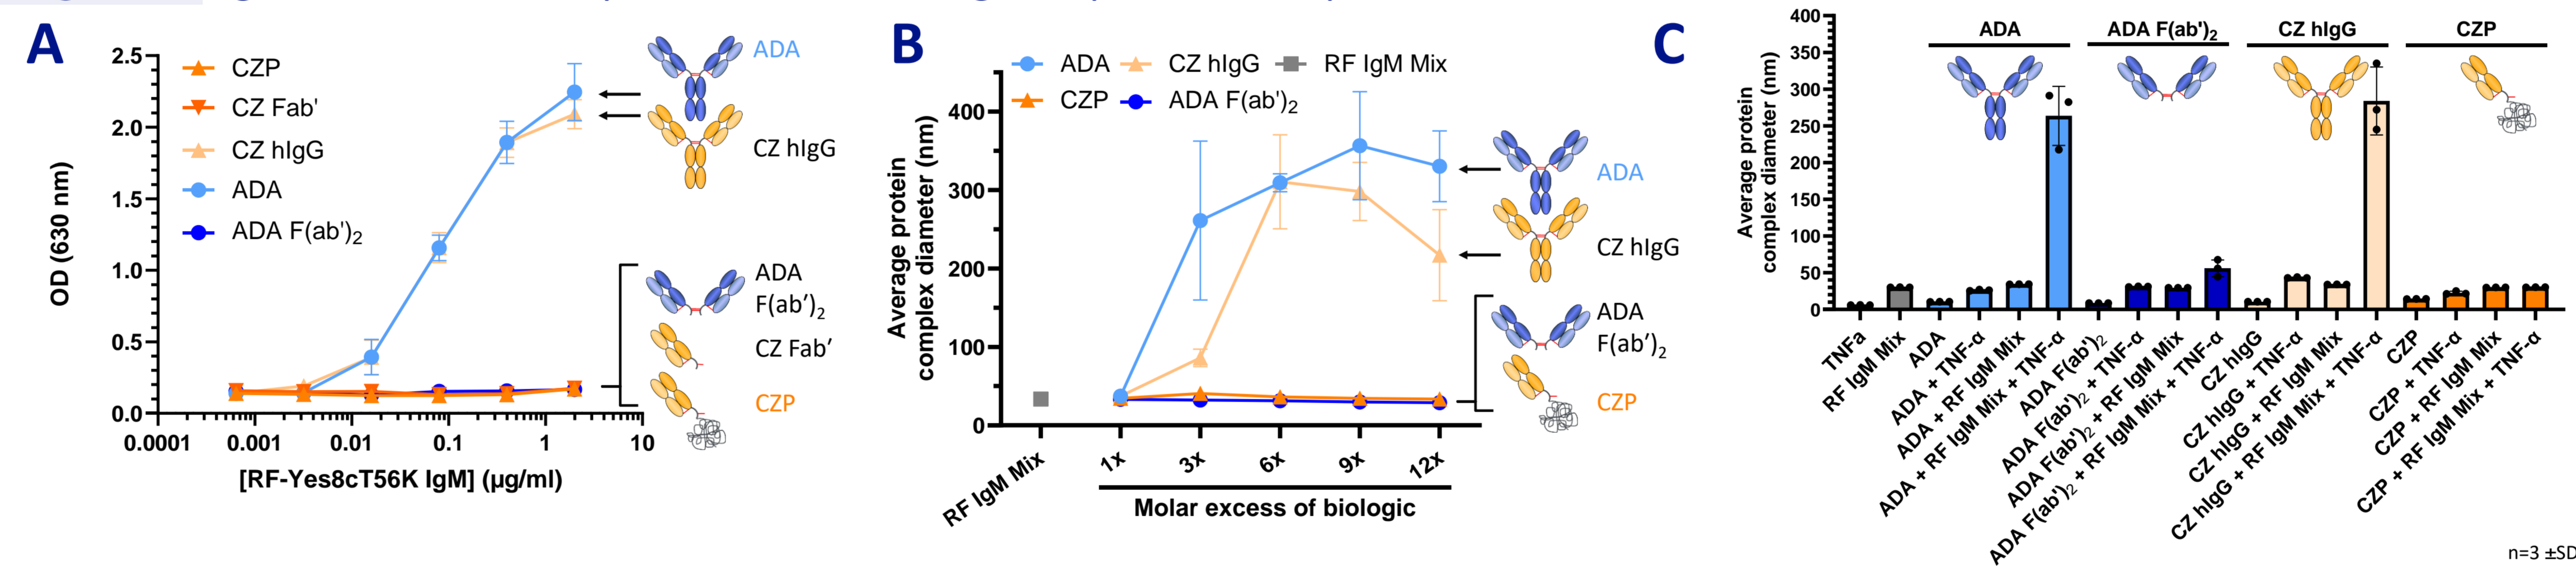 A
2.5
2.0
1.5
1.0
0.5
0.0
OD (630 nm)
CZP
CZ Fab'
CZ hIgG
ADA
ADA F(ab')₂
0.0001
0.001
0.01
0.1
1
10
[RF-Yes8cT56K IgM] (µg/ml)
ADA
CZ hIgG
ADA
F(ab′)₂
CZ Fab′
CZP
B
ADA
CZ hIgG
RF IgM Mix
CZP
ADA F(ab')₂
400
300
200
100
0
Average protein
complex diameter (nm)
RF IgM Mix
1x
3x
6x
9x
12x
Molar excess of biologic
ADA
CZ hIgG
ADA
F(ab′)₂
CZP
C
400
350
300
250
200
150
100
50
0
Average protein
complex diameter (nm)
ADA
ADA F(ab')₂
CZ hIgG
CZP
TNFa
RF IgM Mix
ADA
ADA + TNF-α
ADA + RF IgM Mix
ADA + RF IgM Mix + TNF-α
ADA F(ab')₂
ADA F(ab')₂ + TNF-α
ADA F(ab')₂ + RF IgM Mix
ADA F(ab')₂ + RF IgM Mix + TNF-α
CZ hIgG
CZ hIgG + TNF-α
CZ hIgG + RF IgM Mix
CZ hIgG + RF IgM Mix + TNF-α
CZP
CZP + TNF-α
CZP + RF IgM Mix
CZP + RF IgM Mix + TNF-α
n=3 ±SD